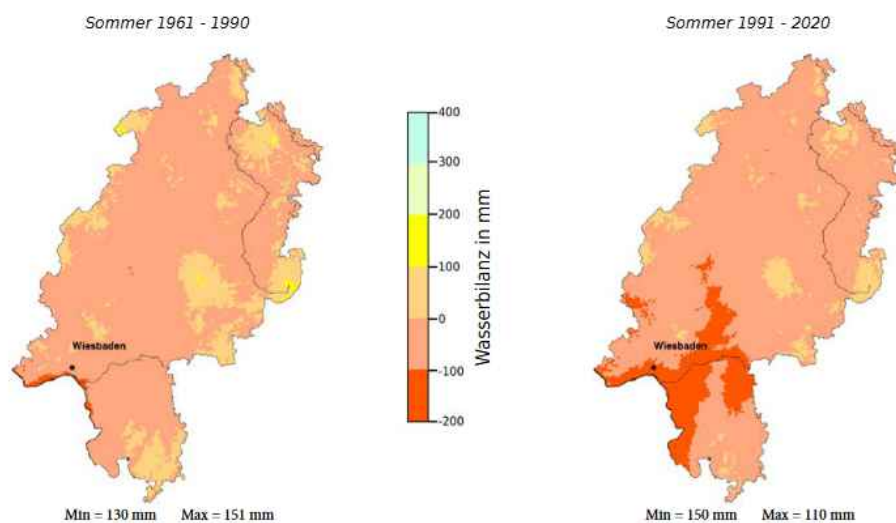 Sommer 1961 - 1990
Sommer 1991 - 2020
400
300
200
100
0
-100
-200
Wasserbilanz in mm
Wiesbaden
Wiesbaden
Min = 130 mm Max = 151 mm
Min = 150 mm Max = 110 mm